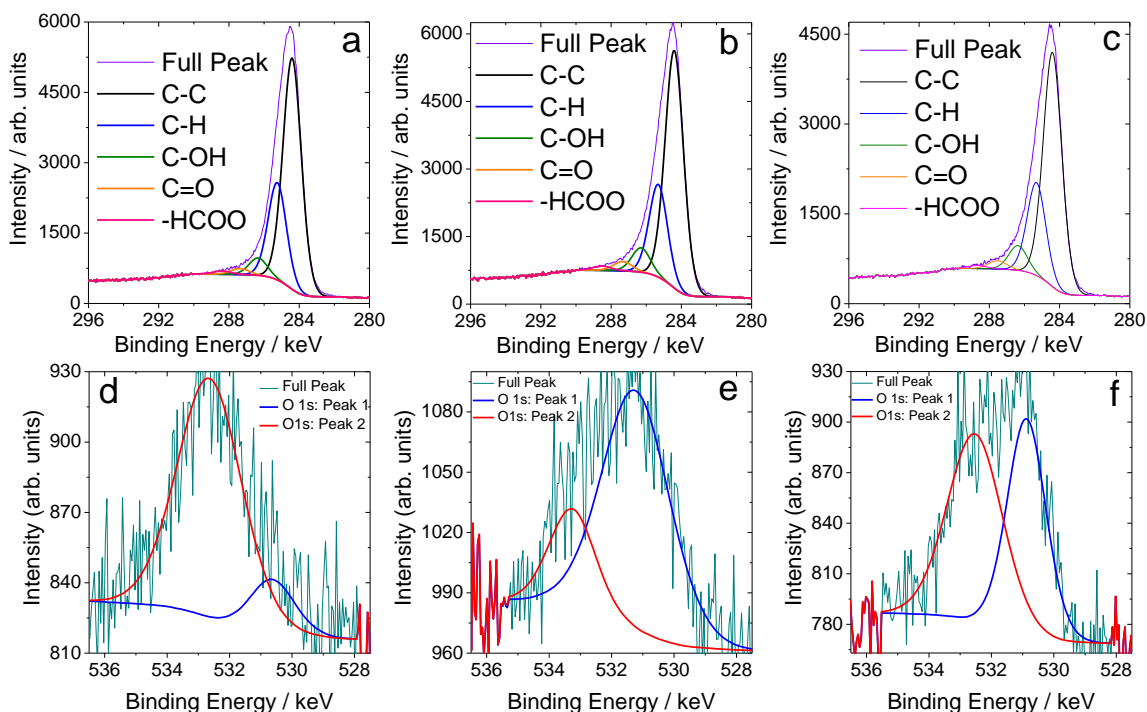 a
Full Peak
C-C
C-H
C-OH
C=O
-HCOO
6000
4500
3000
1500
0
296 292 288 284 280
Intensity / arb. units
Binding Energy / keV
b
Full Peak
C-C
C-H
C-OH
C=O
-HCOO
6000
4500
3000
1500
0
296 292 288 284 280
Intensity / arb. units
Binding Energy / keV
c
Full Peak
C-C
C-H
C-OH
C=O
-HCOO
4500
3000
1500
0
296 292 288 284 280
Intensity / arb. units
Binding Energy / keV
d
Full Peak
O 1s: Peak 1
O1s: Peak 2
930
900
870
840
810
536 534 532 530 528
Intensity (arb. units)
Binding Energy / keV
e
Full Peak
O 1s: Peak 1
O1s: Peak 2
1080
1050
1020
990
960
536 534 532 530 528
Intensity (arb. units)
Binding Energy / keV
f
Full Peak
O 1s: Peak 1
O1s: Peak 2
930
900
870
840
810
780
536 534 532 530 528
Intensity (arb. units)
Binding Energy / keV